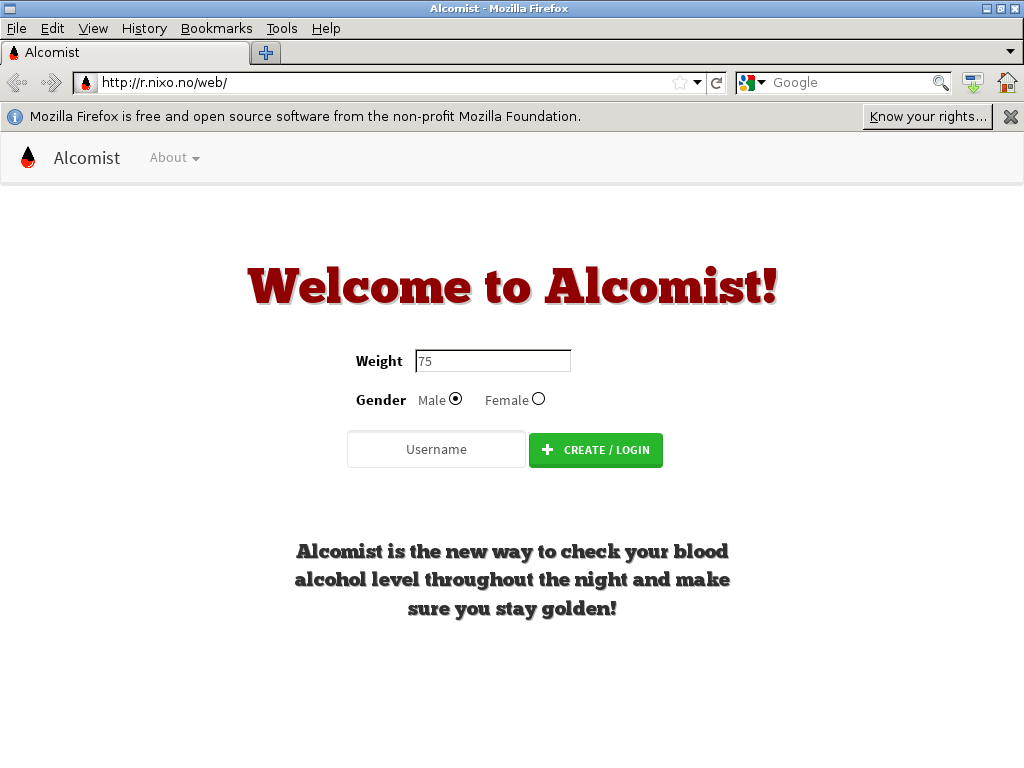 Alcomist - Mozilla Firefox
File Edit View History Bookmarks Tools Help
Alcomist
http://r.nixo.no/web/ Google
Mozilla Firefox is free and open source software from the non-profit Mozilla Foundation. Know your rights...
Alcomist About
Welcome to Alcomist!
Weight 75
Gender Male Female
Username CREATE / LOGIN
Alcomist is the new way to check your blood
alcohol level throughout the night and make
sure you stay golden!